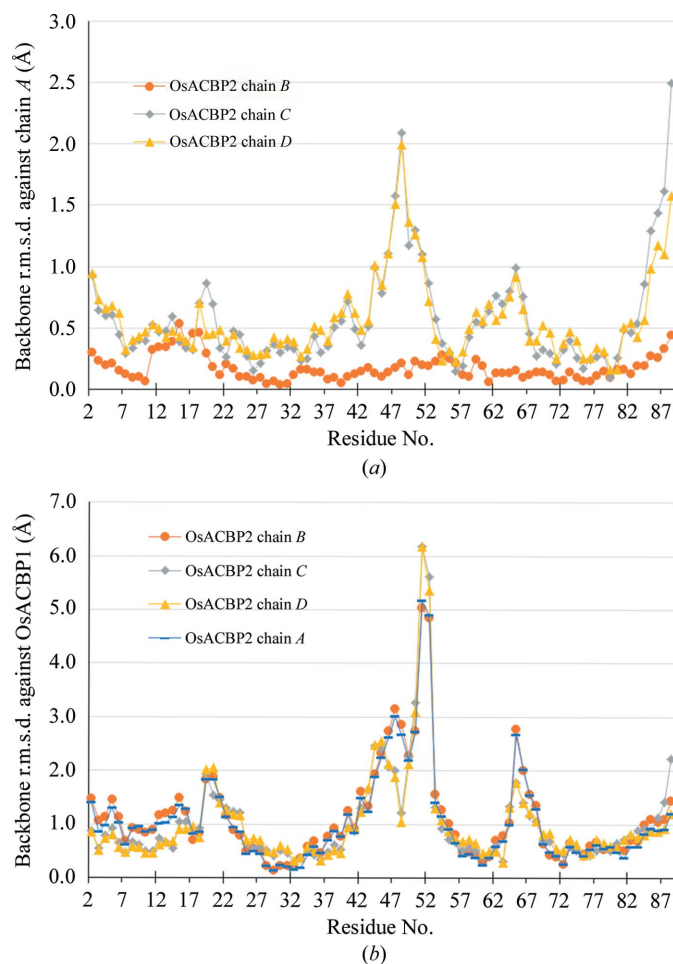 3.0
2.5
2.0
1.5
1.0
0.5
0.0
Backbone r.m.s.d. against chain A (Å)
OsACBP2 chain B
OsACBP2 chain C
OsACBP2 chain D
2 7 12 17 22 27 32 37 42 47 52 57 62 67 72 77 82 87
Residue No.
(a)
7.0
6.0
5.0
4.0
3.0
2.0
1.0
0.0
Backbone r.m.s.d. against OsACBP1 (Å)
OsACBP2 chain B
OsACBP2 chain C
OsACBP2 chain D
OsACBP2 chain A
2 7 12 17 22 27 32 37 42 47 52 57 62 67 72 77 82 87
Residue No.
(b)